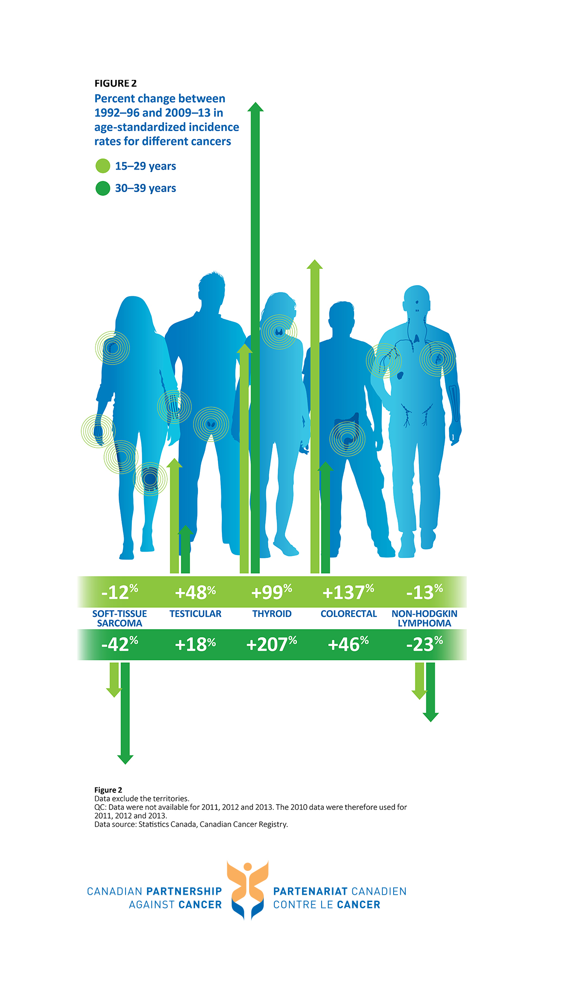 FIGURE 2
Percent change between
1992–96 and 2009–13 in
age-standardized incidence
rates for different cancers
15–29 years
30–39 years
-12% +48% +99% +137% -13%
SOFT-TISSUE TESTICULAR THYROID COLORECTAL NON-HODGKIN
SARCOMA LYMPHOMA
-42% +18% +207% +46% -23%
Figure 2
Data exclude the territories.
QC: Data were not available for 2011, 2012 and 2013. The 2010 data were therefore used for
2011, 2012 and 2013.
Data source: Statistics Canada, Canadian Cancer Registry.
CANADIAN PARTNERSHIP
AGAINST CANCER
PARTENARIAT CANADIEN
CONTRE LE CANCER